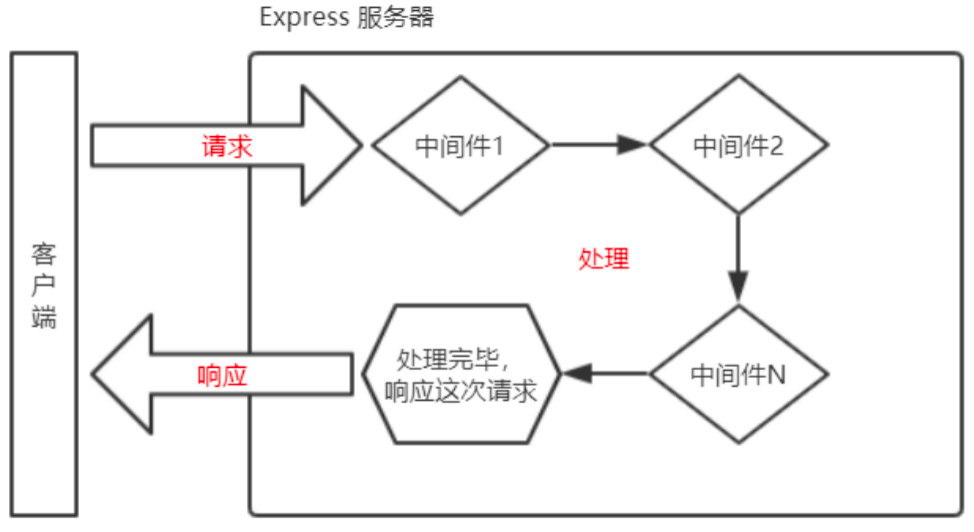 Express 服务器
请求
中间件1
中间件2
客
户
端
处理
响应
处理完毕，
响应这次请求
中间件N